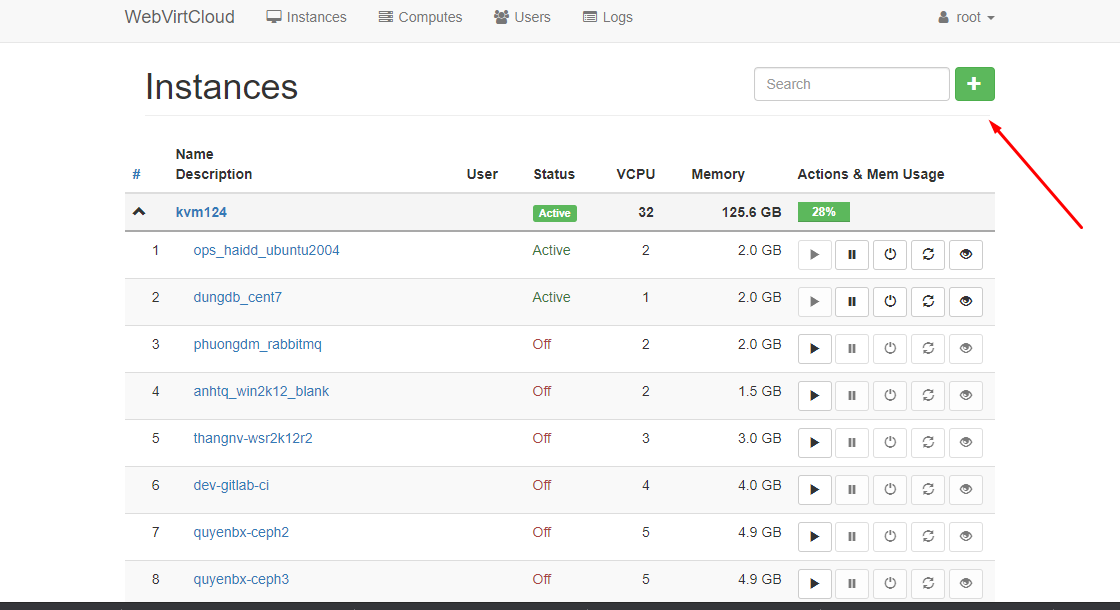 WebVirtCloud Instances Computes Users Logs root
Instances
Search
Name
# Description User Status VCPU Memory Actions & Mem Usage
kvm124 Active 32 125.6 GB 28%
1 ops_haidd_ubuntu2004 Active 2 2.0 GB
2 dungdb_cent7 Active 1 2.0 GB
3 phuongdm_rabbitmq Off 2 2.0 GB
4 anhtq_win2k12_blank Off 2 1.5 GB
5 thangnv-wsr2k12r2 Off 3 3.0 GB
6 dev-gitlab-ci Off 4 4.0 GB
7 quyenbx-ceph2 Off 5 4.9 GB
8 quyenbx-ceph3 Off 5 4.9 GB